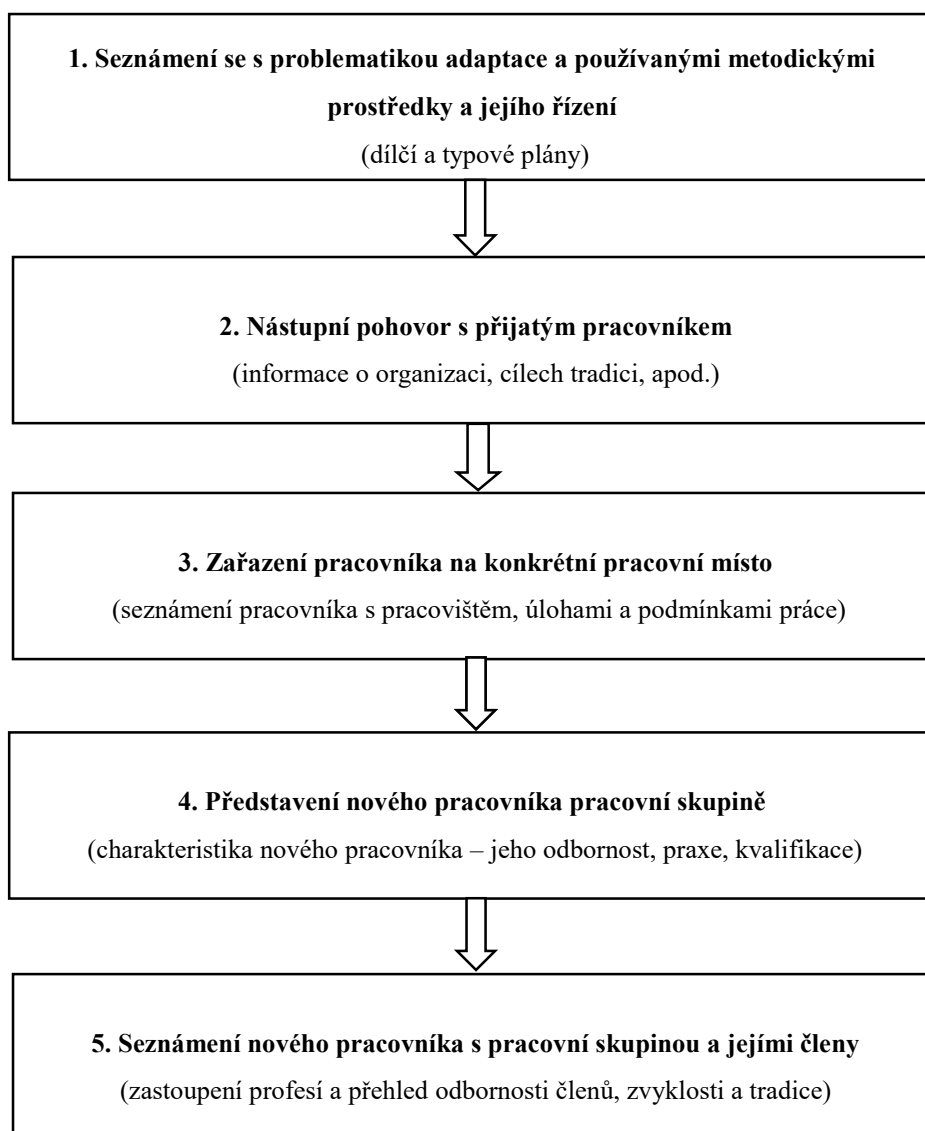 1. Seznámení se s problematikou adaptace a používanými metodickými
prostředky a jejího řízení
(dílčí a typové plány)
2. Nástupní pohovor s přijatým pracovníkem
(informace o organizaci, cílech tradici, apod.)
3. Zařazení pracovníka na konkrétní pracovní místo
(seznámení pracovníka s pracovištěm, úlohami a podmínkami práce)
4. Představení nového pracovníka pracovní skupině
(charakteristika nového pracovníka – jeho odbornost, praxe, kvalifikace)
5. Seznámení nového pracovníka s pracovní skupinou a jejími členy
(zastoupení profesí a přehled odbornosti členů, zvyklosti a tradice)